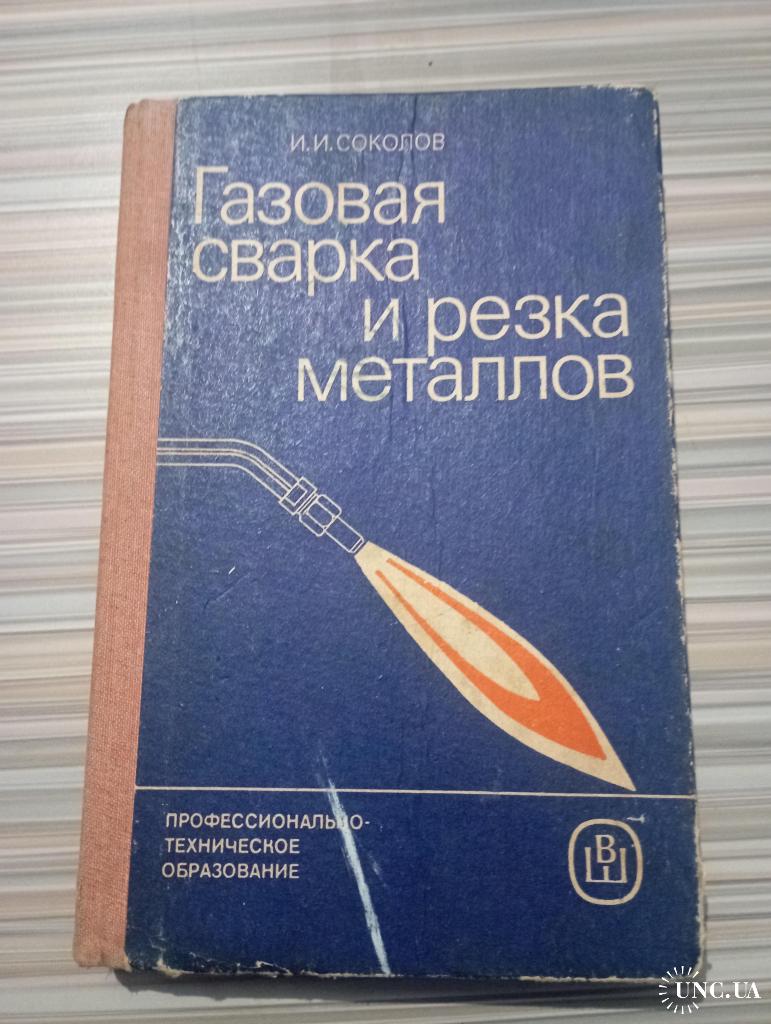 И.И.СОКОЛОВ
Газовая
сварка
и резка
металлов
ПРОФЕССИОНАЛЬНО-
ТЕХНИЧЕСКОЕ
ОБРАЗОВАНИЕ
ВШ
UNC.UA